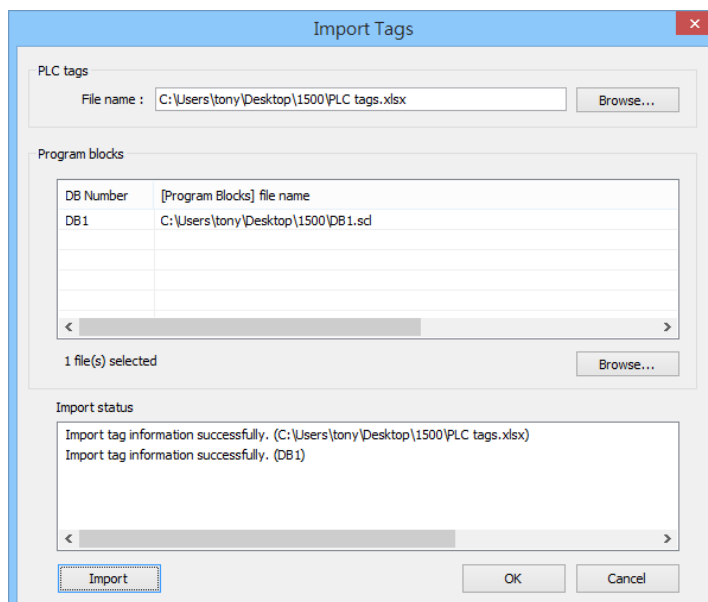 Import Tags
PLC tags
File name : C:\Users\tony\Desktop\1500\PLC tags.xlsx Browse...
Program blocks
DB Number [Program Blocks] file name
DB1 C:\Users\tony\Desktop\1500\DB1.scl
1 file(s) selected Browse...
Import status
Import tag information successfully. (C:\Users\tony\Desktop\1500\PLC tags.xlsx)
Import tag information successfully. (DB1)
Import OK Cancel